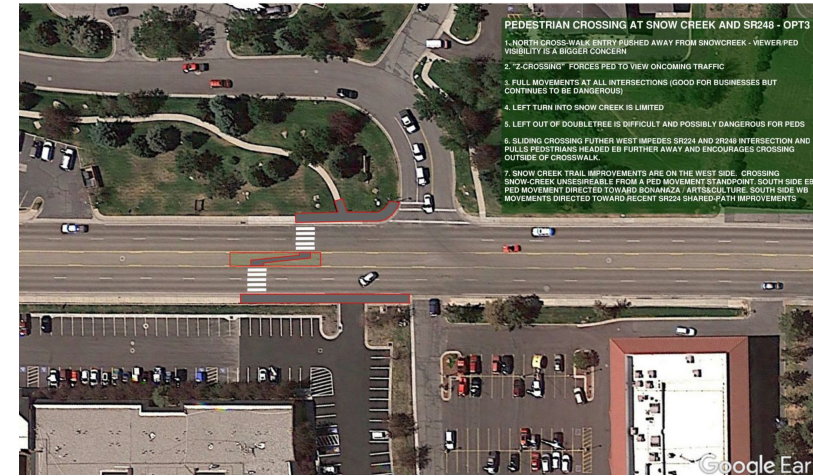 PEDESTRIAN CROSSING AT SNOW CREEK AND SR248 - OPT3
1. NORTH CROSS-WALK ENTRY PUSHED AWAY FROM SNOWCREEK - VIEWER/PED
VISIBILITY IS A BIGGER CONCERN
2. "Z-CROSSING" FORCES PED TO VIEW ONCOMING TRAFFIC
3. FULL MOVEMENTS AT ALL INTERSECTIONS (GOOD FOR BUSINESSES BUT
CONTINUES TO BE DANGEROUS)
4. LEFT TURN INTO SNOW CREEK IS LIMITED
5. LEFT OUT OF DOUBLETREE IS DIFFICULT AND POSSIBLY DANGEROUS FOR PEDS
6. SLIDING CROSSING FUTHER WEST IMPEDES SR224 AND 2R248 INTERSECTION AND
PULLS PEDSTRIANS HEADED EB FURTHER AWAY AND ENCOURAGES CROSSING
OUTSIDE OF CROSSWALK.
7. SNOW CREEK TRAIL IMPROVEMENTS ARE ON THE WEST SIDE. CROSSING
SNOW-CREEK UNSESIREABLE FROM A PED MOVEMENT STANDPOINT. SOUTH SIDE EB
PED MOVEMENT DIRECTED TOWARD BONANAZA / ARTS&CULTURE. SOUTH SIDE WB
MOVEMENTS DIRECTED TOWARD RECENT SR224 SHARED-PATH IMPROVEMENTS
Google Ear